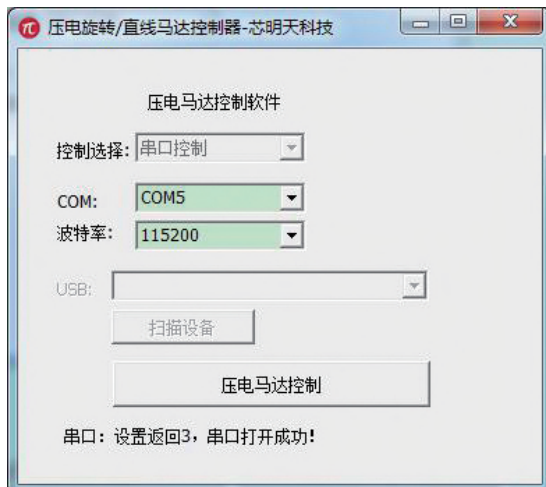 压电旋转/直线马达控制器-芯明天科技
压电马达控制软件
控制选择: 串口控制
COM: COM5
波特率: 115200
USB:
扫描设备
压电马达控制
串口: 设置返回3, 串口打开成功!